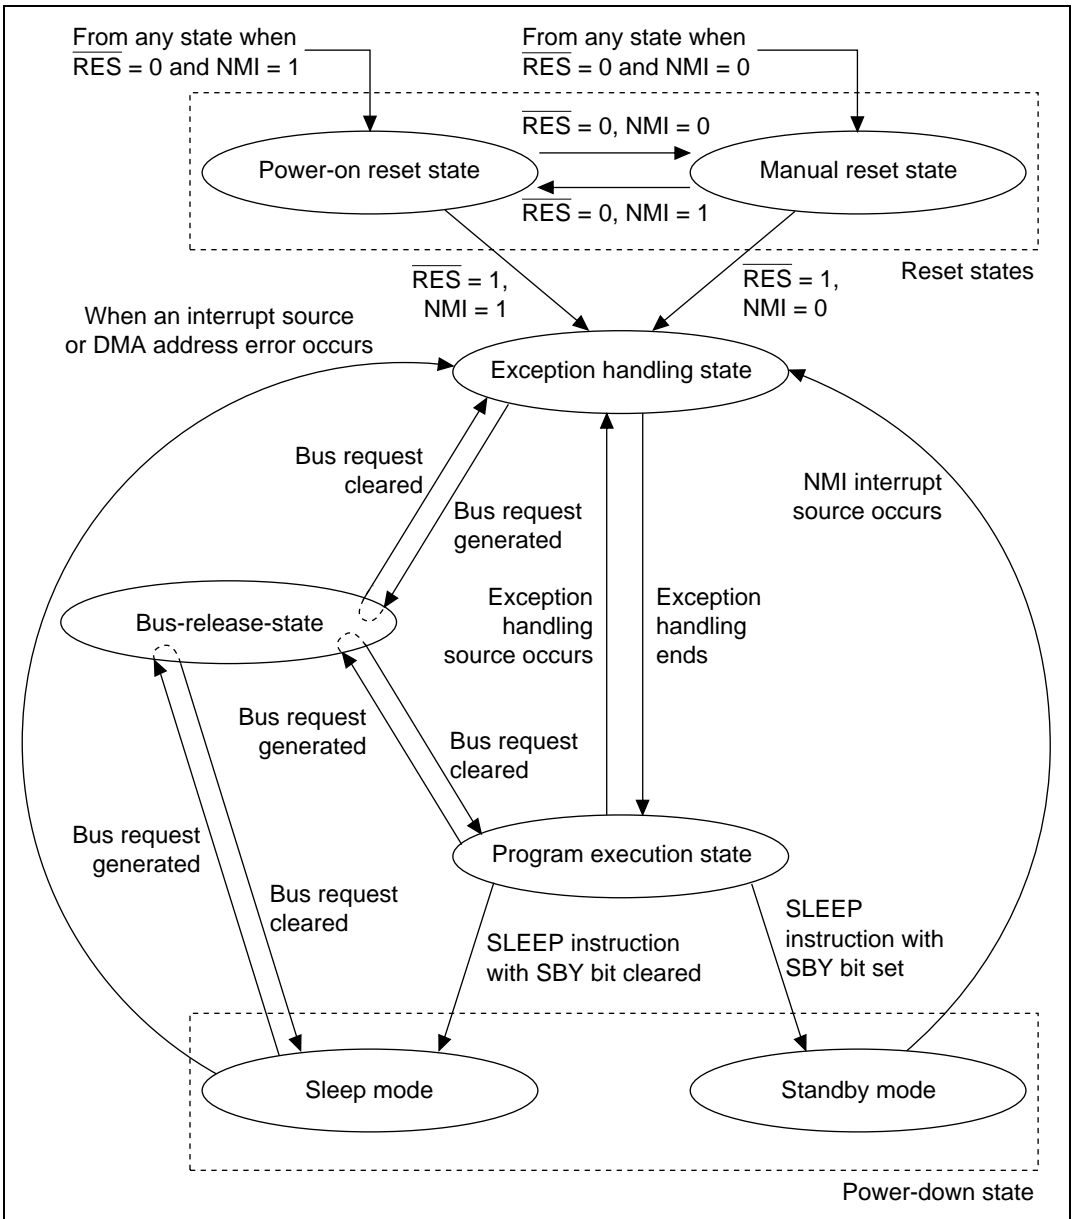 From any state when
RES = 0 and NMI = 1
From any state when
RES = 0 and NMI = 0
RES = 0, NMI = 0
Power-on reset state
Manual reset state
RES = 0, NMI = 1
Reset states
RES = 1,
NMI = 1
RES = 1,
NMI = 0
When an interrupt source
or DMA address error occurs
Exception handling state
Bus request
cleared
Bus request
generated
NMI interrupt
source occurs
Exception
handling
source occurs
Exception
handling
ends
Bus-release-state
Bus request
generated
Bus request
cleared
Bus request
generated
Bus request
cleared
Program execution state
SLEEP instruction
with SBY bit cleared
SLEEP
instruction with
SBY bit set
Sleep mode
Standby mode
Power-down state